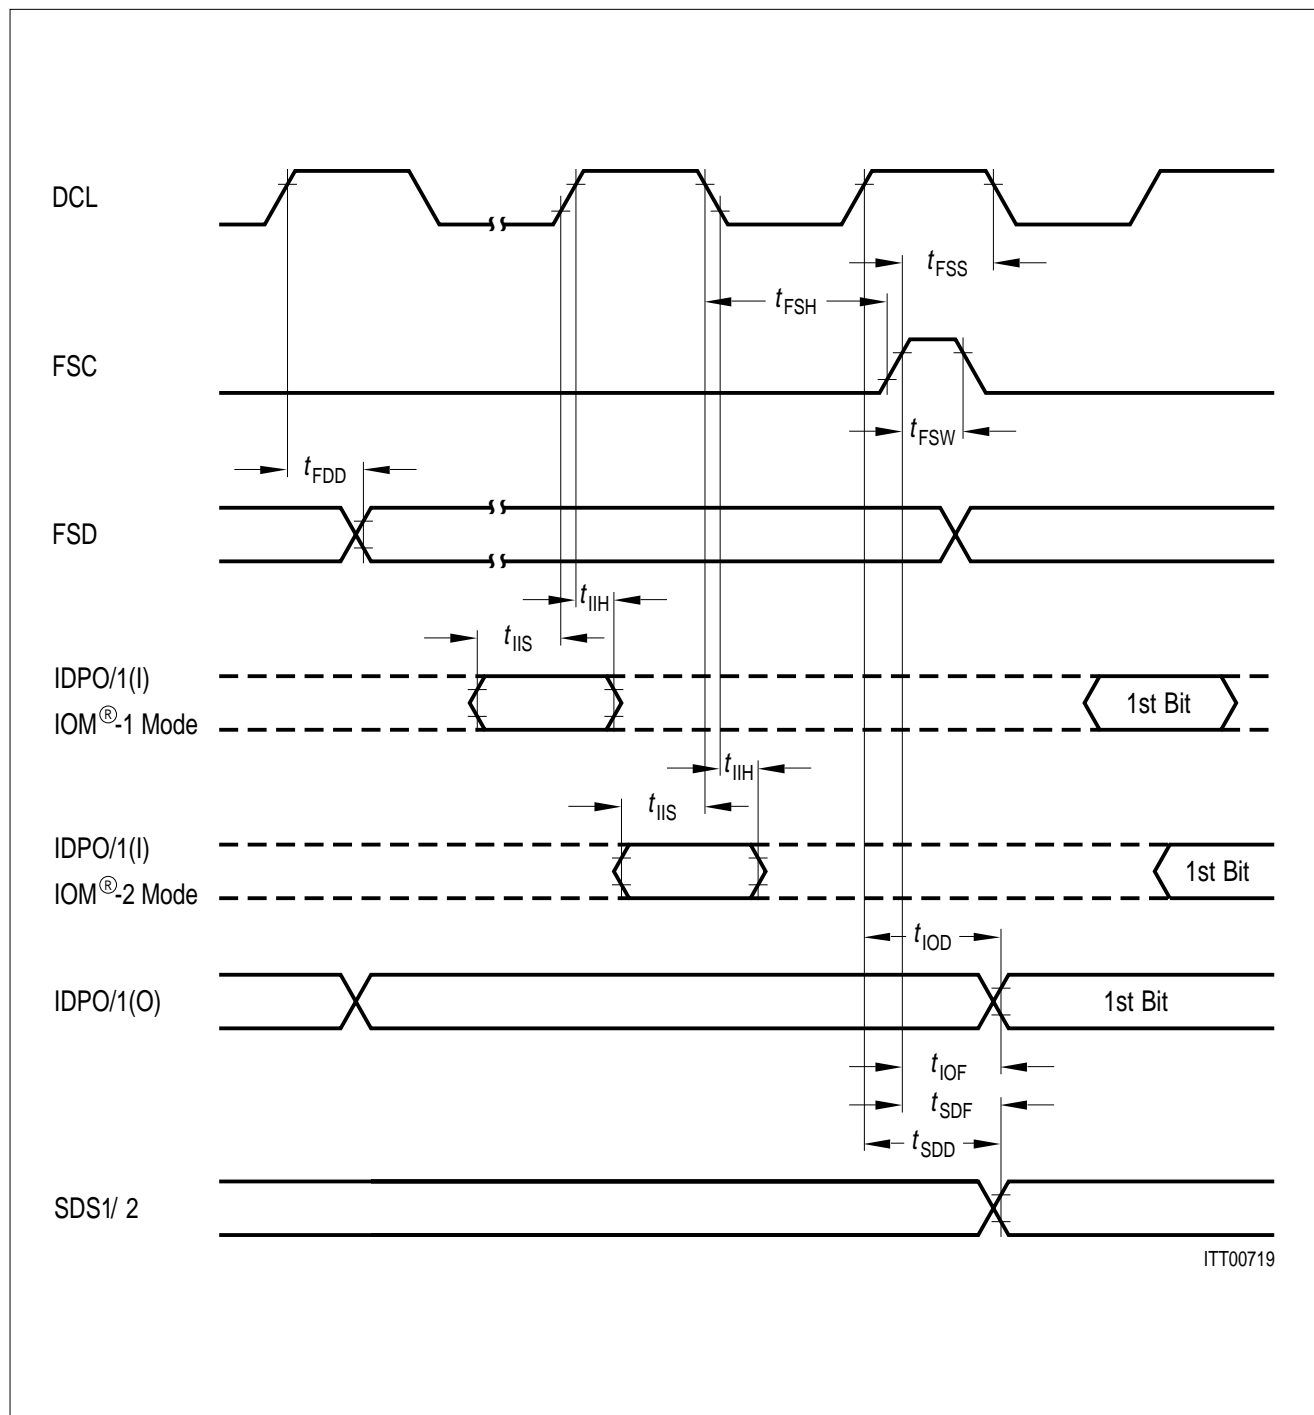 DCL
tFSS
tFSH
FSC
tFSW
tFDD
FSD
tIIH
tIIS
IDPO/1(I)
1st Bit
IOM®-1 Mode
tIIH
tIIS
IDPO/1(I)
1st Bit
IOM®-2 Mode
tIOD
IDPO/1(O)
1st Bit
tIOF
tSDF
tSDD
SDS1/ 2
ITT00719